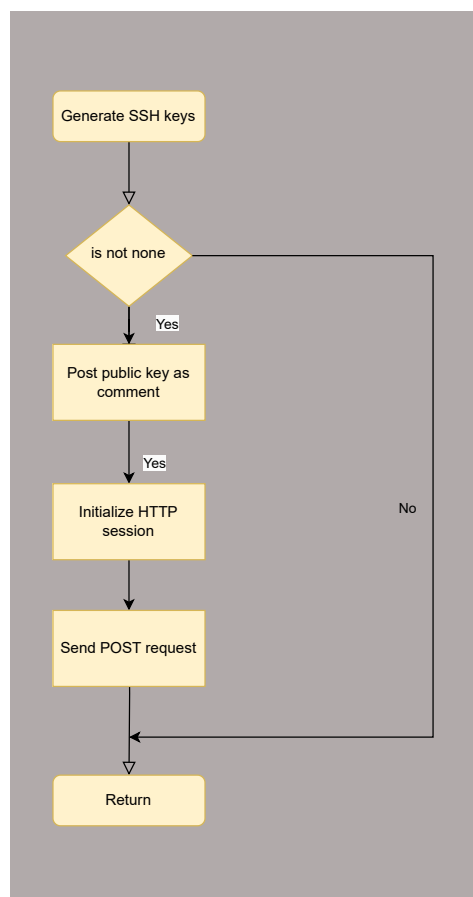 Generate SSH keys
is not none
Yes
Post public key as
comment
Yes
Initialize HTTP
session
No
Send POST request
Return